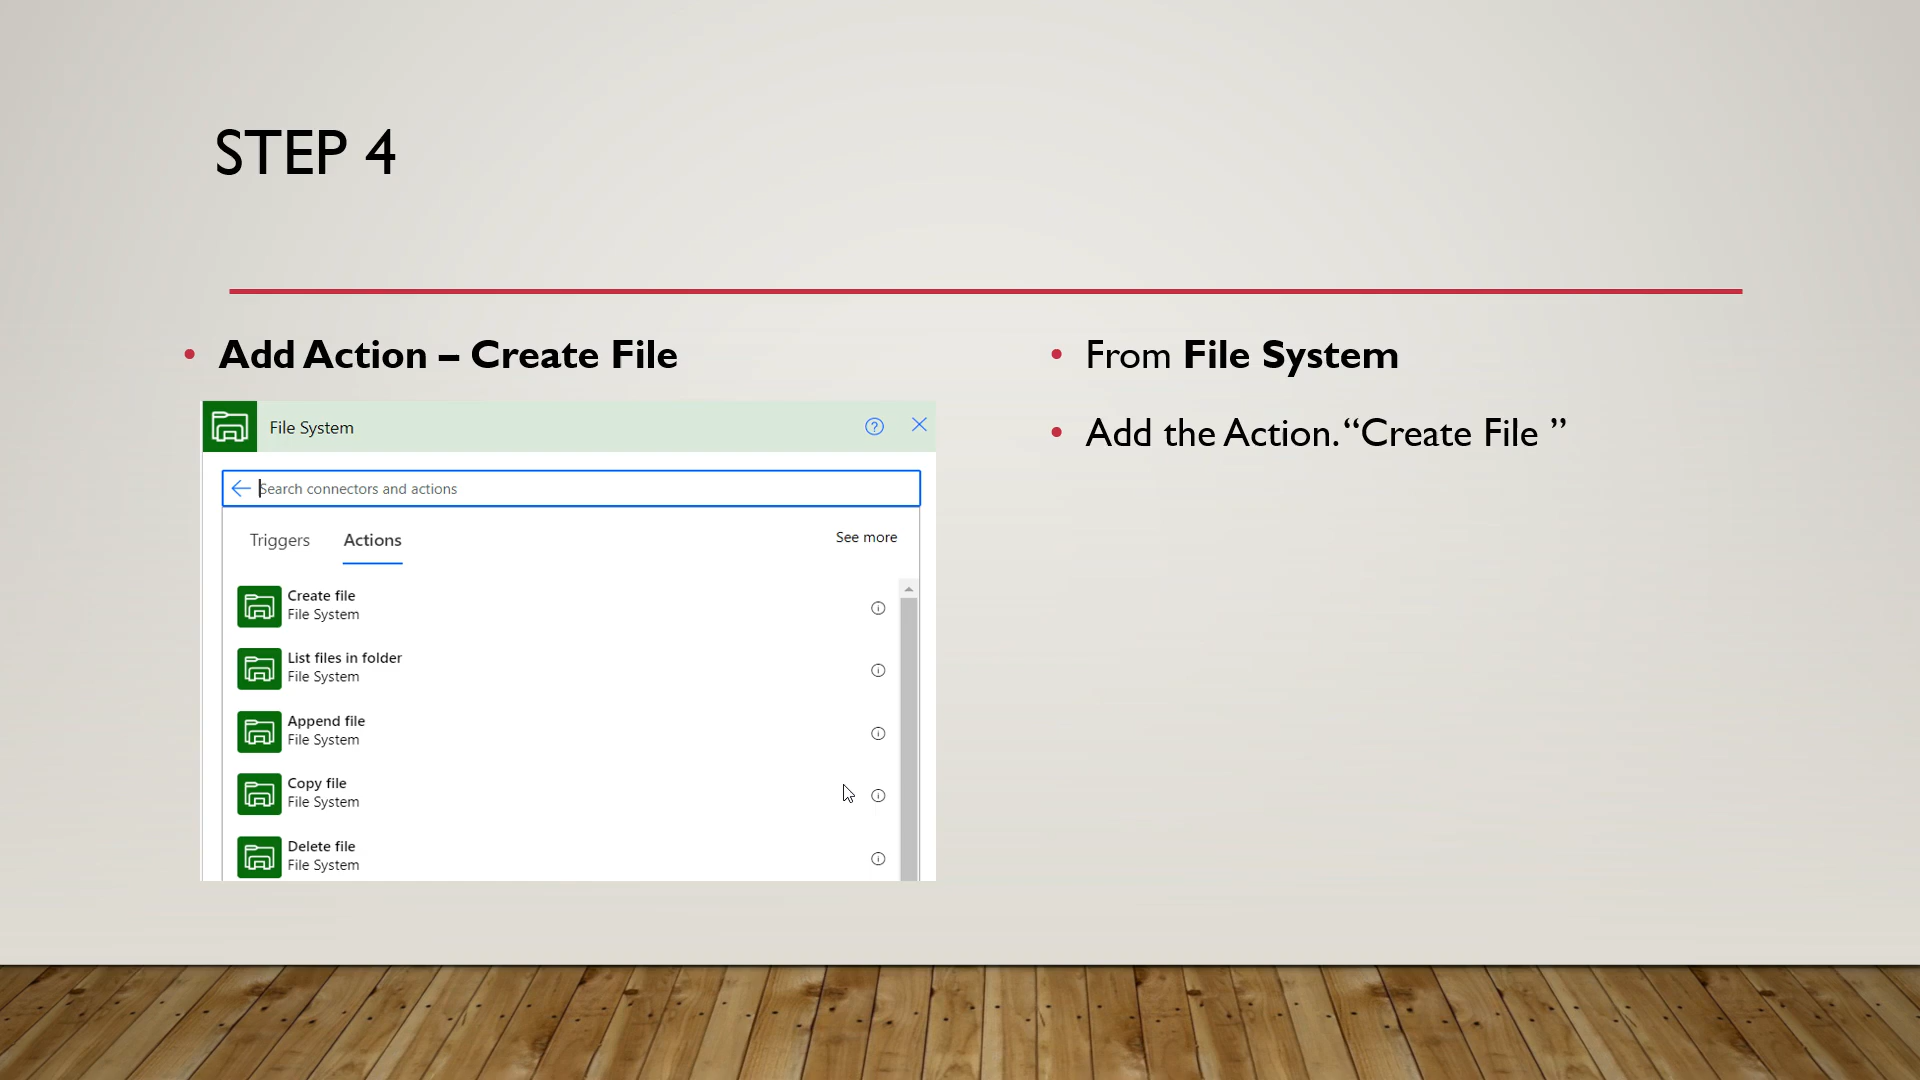 STEP 4
• Add Action – Create File
File System
Search connectors and actions
Triggers Actions See more
Create file
File System
List files in folder
File System
Append file
File System
Copy file
File System
Delete file
File System
• From File System
• Add the Action. “Create File ”